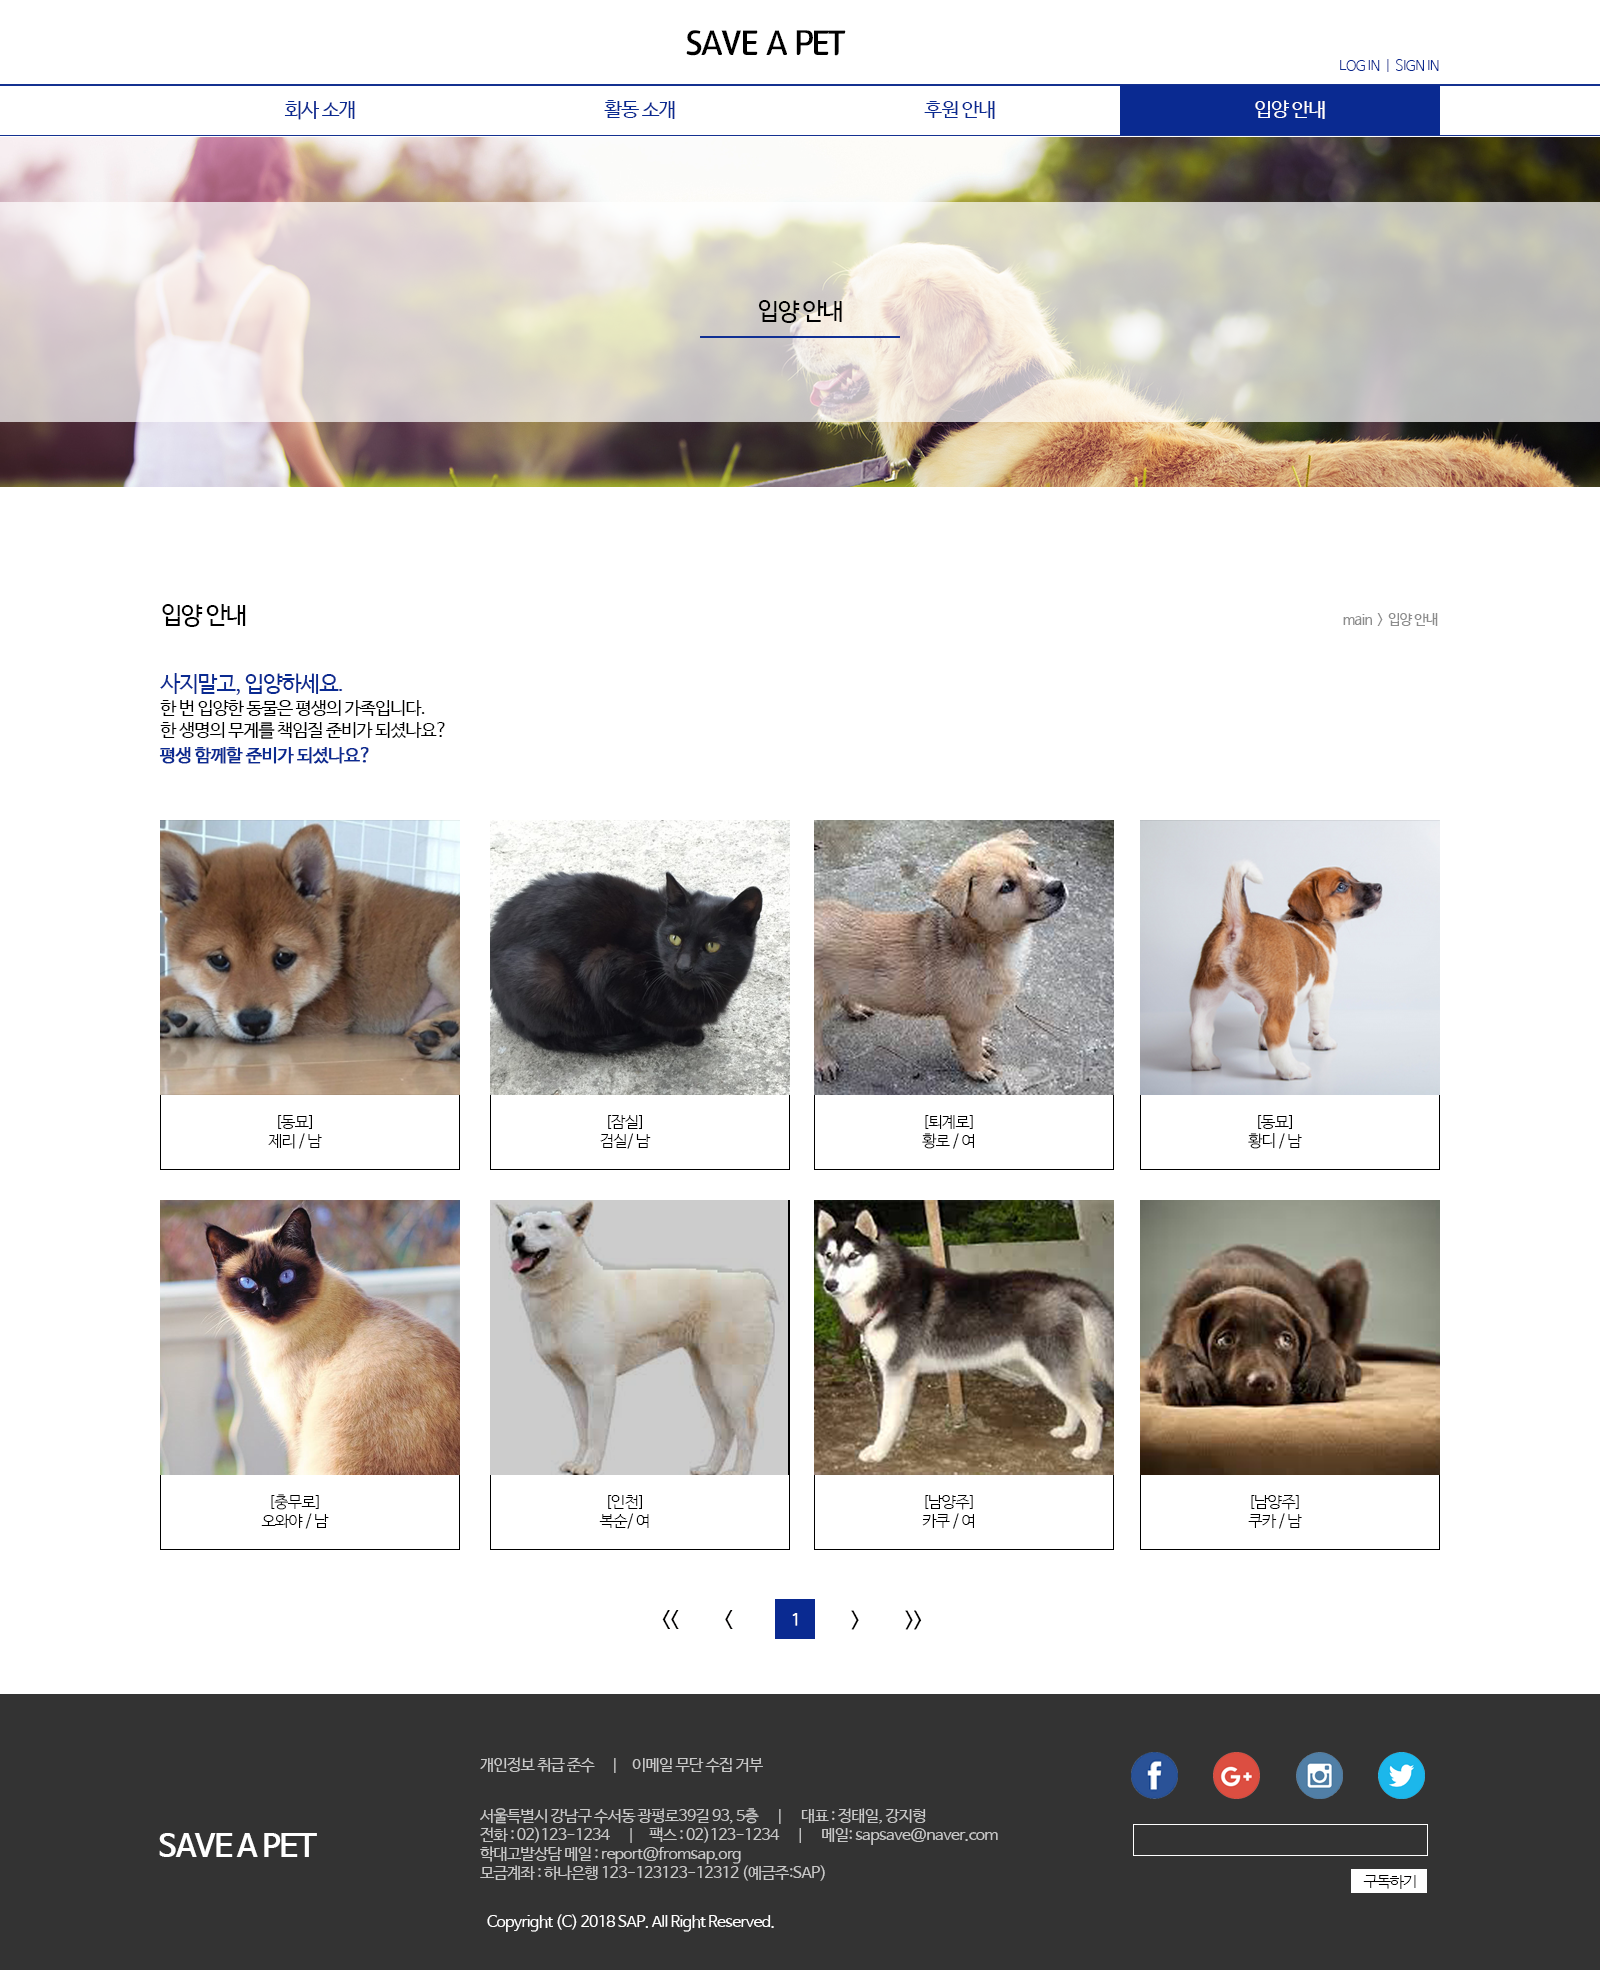 SAVE A PET
LOG IN | SIGN IN
회사 소개
활동 소개
후원 안내
입양 안내
입양 안내
입양 안내
main > 입양 안내
사지말고, 입양하세요.
한 번 입양한 동물은 평생의 가족입니다.
한 생명의 무게를 책임질 준비가 되셨나요?
평생 함께할 준비가 되셨나요?
[동묘]
제리 / 남
[잠실]
검실/ 남
[퇴계로]
황로 / 여
[동묘]
황디 / 남
[충무로]
오와야 / 남
[인천]
복순/ 여
[남양주]
카쿠 / 여
[남양주]
쿠카 / 남
<< < 1 > >>
개인정보 취급 준수 | 이메일 무단 수집 거부
서울특별시 강남구 수서동 광평로39길 93, 5층 | 대표 : 정태일, 강지형
전화 : 02)123-1234 | 팩스 : 02)123-1234 | 메일: sapsave@naver.com
학대고발상담 메일 : report@fromsap.org
모금계좌 : 하나은행 123-123123-12312 (예금주:SAP)
SAVE A PET
구독하기
Copyright (C) 2018 SAP. All Right Reserved.